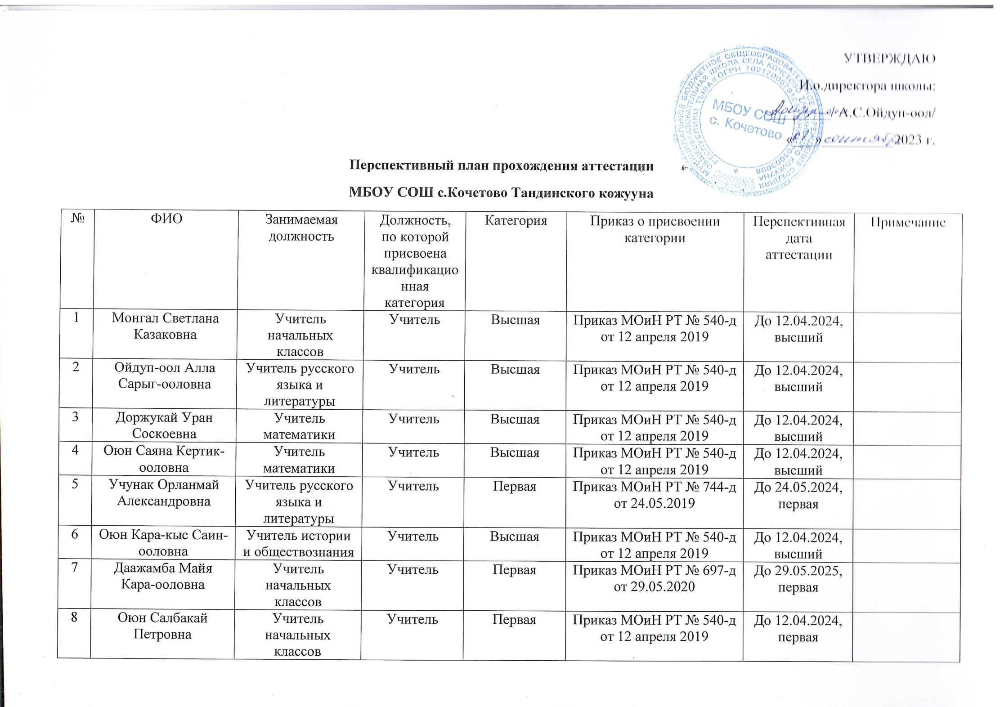 УТВЕРЖДАЮ
И.о.директора школы:
/А.С.Ойдуп-оол/
« » сентября 2023 г.
МУНИЦИПАЛЬНОЕ БЮДЖЕТНОЕ ОБЩЕОБРАЗОВАТЕЛЬНОЕ УЧРЕЖДЕНИЕ СРЕДНЯЯ
ОБЩЕОБРАЗОВАТЕЛЬНАЯ ШКОЛА СЕЛА КОЧЕТОВО КОЖУУНА
РЕСПУБЛИКИ ТЫВА * ОГРН
МБОУ СОШ
с. Кочетово
Перспективный план прохождения аттестации
МБОУ СОШ с.Кочетово Тандинского кожууна
№
ФИО
Занимаемая
должность
Должность,
по которой
присвоена
квалификацио
нная
категория
Категория
Приказ о присвоении
категории
Перспективная
дата
аттестации
Примечание
1
Монгал Светлана
Казаковна
Учитель
начальных
классов
Учитель
Высшая
Приказ МОиН РТ № 540-д
от 12 апреля 2019
До 12.04.2024,
высший
2
Ойдуп-оол Алла
Сарыг-ооловна
Учитель русского
языка и
литературы
Учитель
Высшая
Приказ МОиН РТ № 540-д
от 12 апреля 2019
До 12.04.2024,
высший
3
Доржукай Уран
Соскоевна
Учитель
математики
Учитель
Высшая
Приказ МОиН РТ № 540-д
от 12 апреля 2019
До 12.04.2024,
высший
4
Оюн Саяна Кертик-
ооловна
Учитель
математики
Учитель
Высшая
Приказ МОиН РТ № 540-д
от 12 апреля 2019
До 12.04.2024,
высший
5
Учунак Орланмай
Александровна
Учитель русского
языка и
литературы
Учитель
Первая
Приказ МОиН РТ № 744-д
от 24.05.2019
До 24.05.2024,
первая
6
Оюн Кара-кыс Саин-
ооловна
Учитель истории
и обществознания
Учитель
Высшая
Приказ МОиН РТ № 540-д
от 12 апреля 2019
До 12.04.2024,
высший
7
Даажамба Майя
Кара-ооловна
Учитель
начальных
классов
Учитель
Первая
Приказ МОиН РТ № 697-д
от 29.05.2020
До 29.05.2025,
первая
8
Оюн Салбакай
Петровна
Учитель
начальных
классов
Учитель
Первая
Приказ МОиН РТ № 540-д
от 12 апреля 2019
До 12.04.2024,
первая